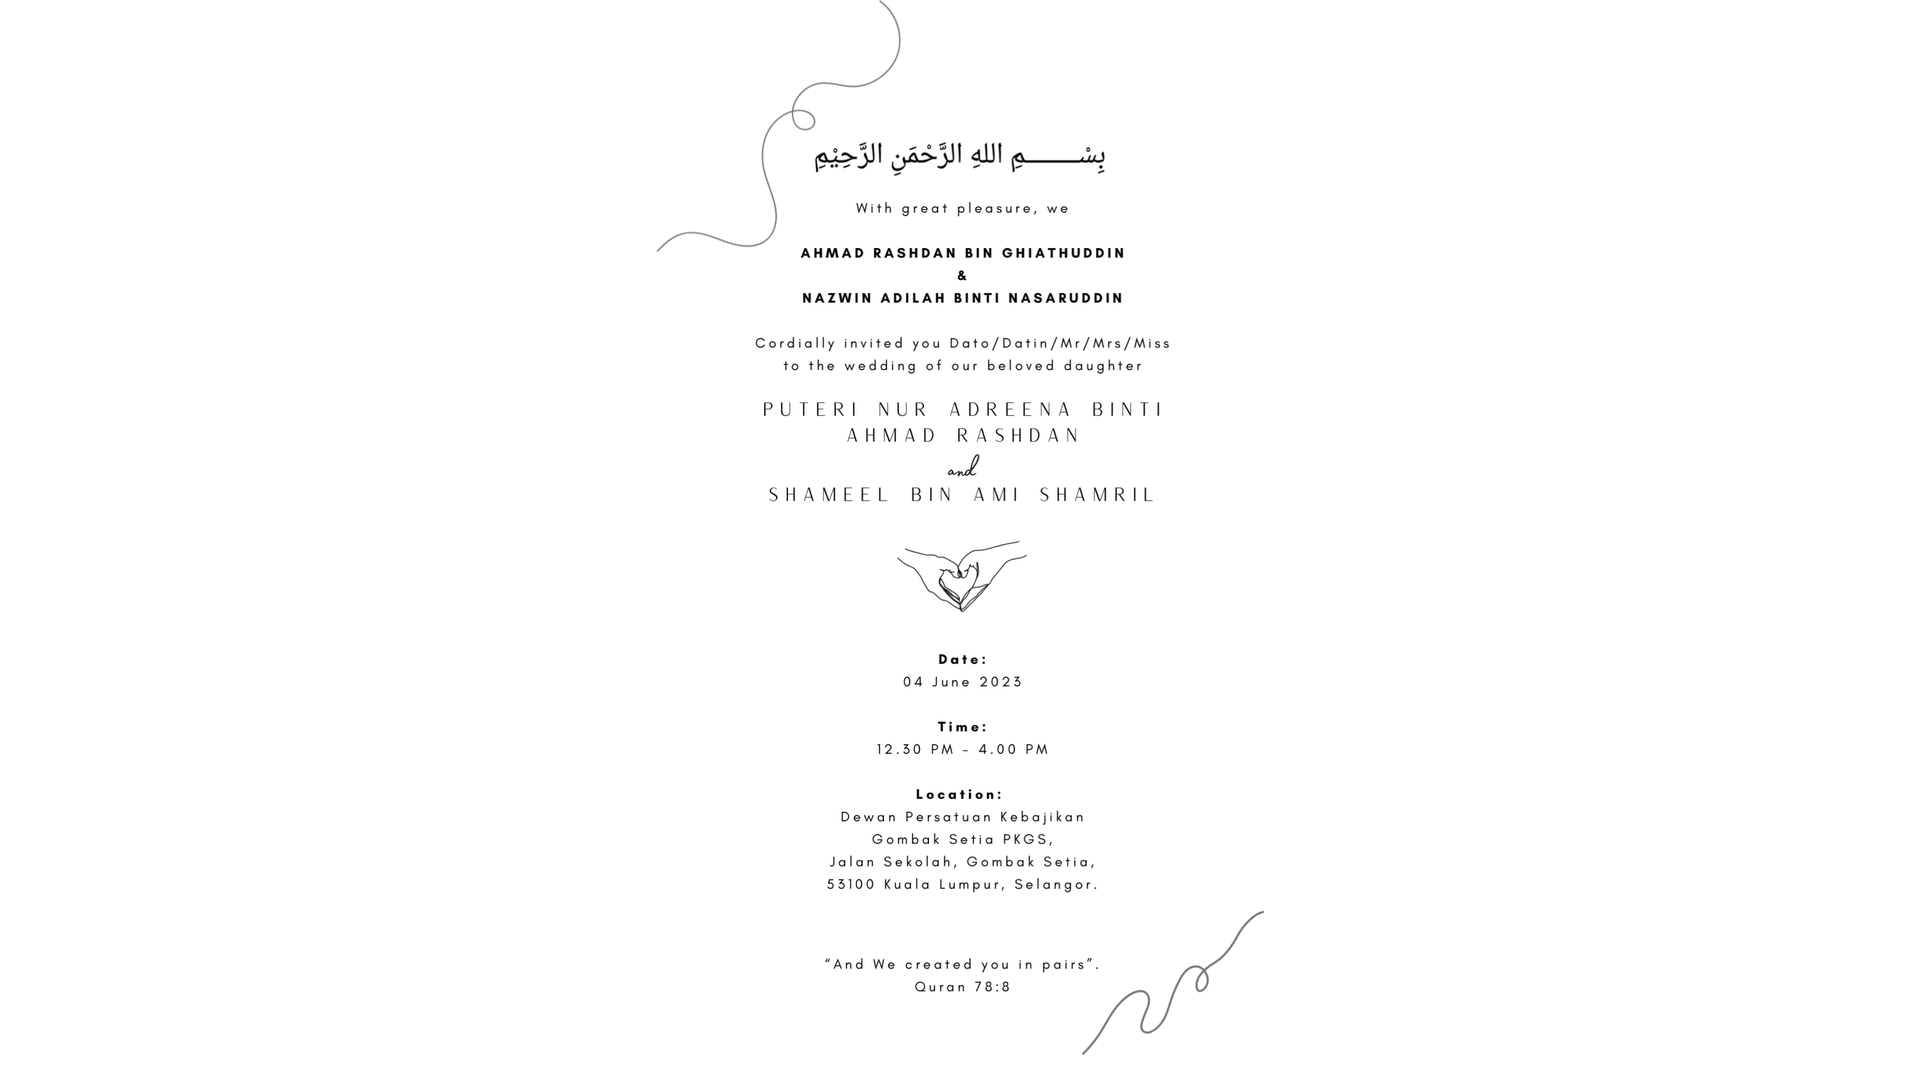 بِسْـــــــــمِ اللهِ الرَّحْمَنِ الرَّحِيْمِ
With great pleasure, we
AHMAD RASHDAN BIN GHIATHUDDIN
&
NAZWIN ADILAH BINTI NASARUDDIN
Cordially invited you Dato/Datin/Mr/Mrs/Miss
to the wedding of our beloved daughter
PUTERI NUR ADREENA BINTI
AHMAD RASHDAN
and
SHAMEEL BIN AMI SHAMRIL
Date:
04 June 2023
Time:
12.30 PM - 4.00 PM
Location:
Dewan Persatuan Kebajikan
Gombak Setia PKGS,
Jalan Sekolah, Gombak Setia,
53100 Kuala Lumpur, Selangor.
“And We created you in pairs”.
Quran 78:8